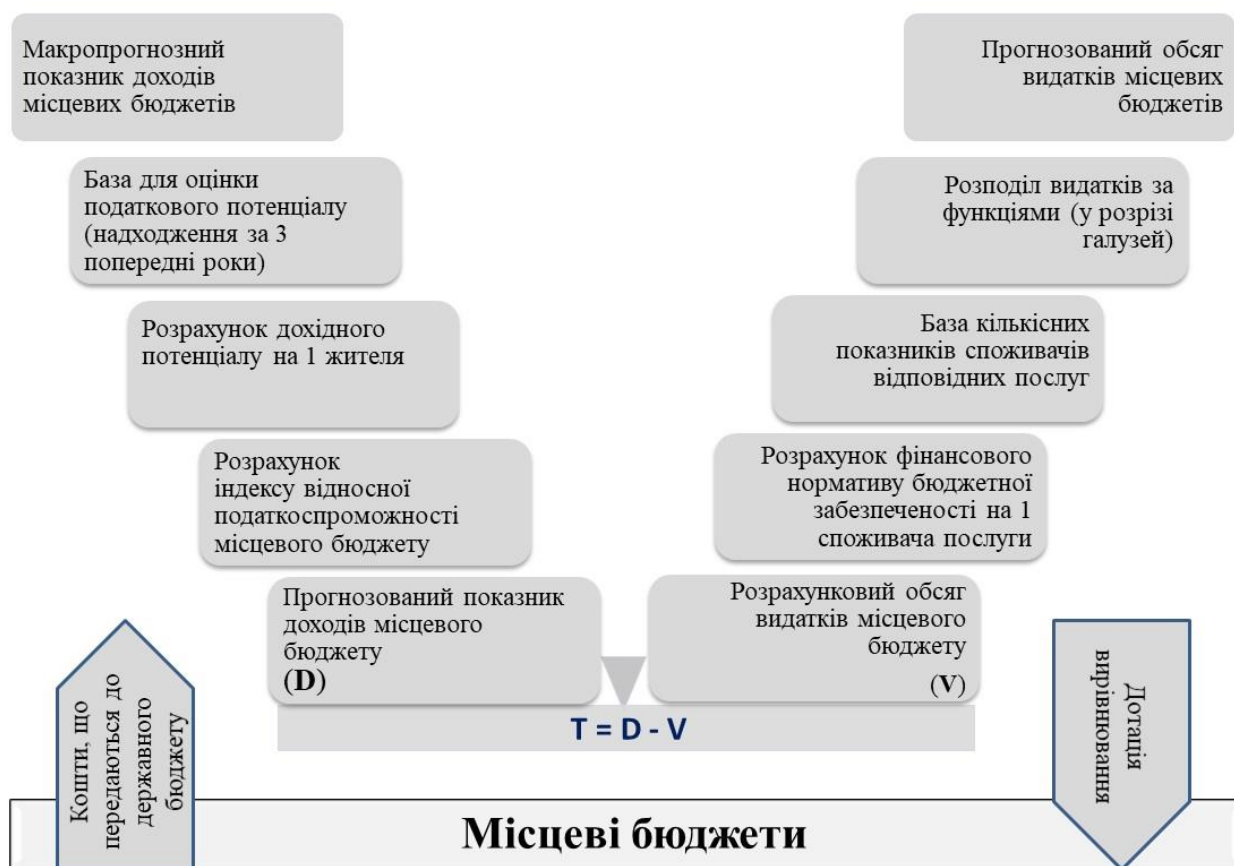 Макропрогнозний
показник доходів
місцевих бюджетів
База для оцінки
податкового потенціалу
(надходження за 3
попередні роки)
Розрахунок дохідного
потенціалу на 1 жителя
Розрахунок
індексу відносної
податкоспроможності
місцевого бюджету
Прогнозований показник
доходів місцевого
бюджету
(D)
Прогнозований обсяг
видатків місцевих
бюджетів
Розподіл видатків за
функціями (у розрізі
галузей)
База кількісних
показників споживачів
відповідних послуг
Розрахунок фінансового
нормативу бюджетної
забезпеченості на 1
споживача послуги
Розрахунковий обсяг
видатків місцевого
бюджету
(V)
T = D - V
Кошти, що
передаються до
державного
бюджету
Дотація
вирівнювання
Місцеві бюджети